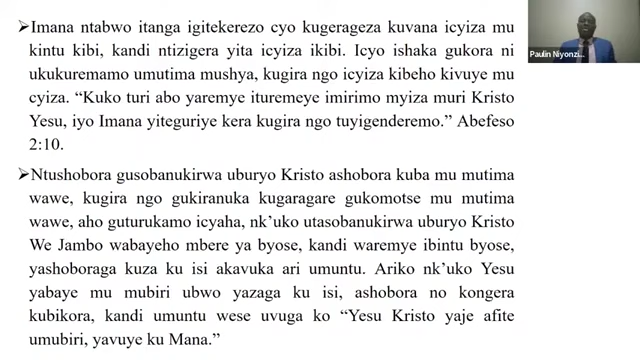 Imana ntabwo itanga igitekerezo cyo kugerageza kuvana icyiza mu
kintu kibi, kandi ntizigera yita icyiza ikibi. Icyo ishaka gukora ni
ukukuremamo umutima mushya, kugira ngo icyiza kibeho kivuye mu
cyiza. “Kuko turi abo yaremye ituremeye imirimo myiza muri Kristo
Yesu, iyo Imana yiteguriye kera kugira ngo tuyigenderemo.” Abefeso
2:10.
Ntushobora gusobanukirwa uburyo Kristo ashobora kuba mu mutima
wawe, kugira ngo gukiranuka kugaragare gukomotse mu mutima
wawe, aho guturukamo icyaha, nk’uko utasobanukirwa uburyo Kristo
We Jambo wabayeho mbere ya byose, kandi waremye ibintu byose,
yashoboraga kuza ku isi akavuka ari umuntu. Ariko nk’uko Yesu
yabaye mu mubiri ubwo yazaga ku isi, ashobora no kongera
kubikora, kandi umuntu wese uvuga ko “Yesu Kristo yaje afite
umubiri, yavuye ku Mana.”
Paulin Niyonzi...